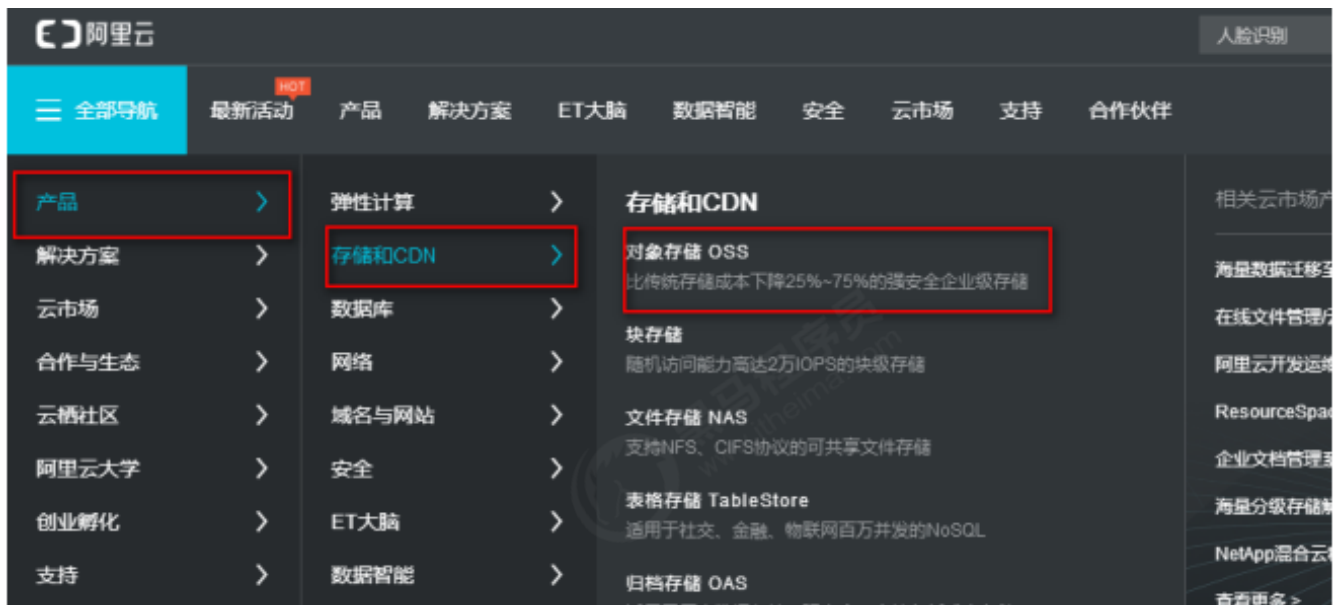 阿里云
人脸识别
全部导航
最新活动
HOT
产品
解决方案
ET大脑
数据智能
安全
云市场
支持
合作伙伴
产品
解决方案
云市场
合作与生态
云栖社区
阿里云大学
创业孵化
支持
弹性计算
存储和CDN
数据库
网络
域名与网站
安全
ET大脑
数据智能
存储和CDN
对象存储 OSS
比传统存储成本下降25%~75%的强安全企业级存储
块存储
随机访问能力高达2万IOPS的块级存储
文件存储 NAS
支持NFS、CIFS协议的可共享文件存储
表格存储 TableStore
适用于社交、金融、物联网百万并发的NoSQL
归档存储 OAS
相关云市场产
海量数据迁移至
在线文件管理/
阿里云开发运维
ResourceSpac
企业文档管理
海量分级存储解
NetApp混合云
查看更多 >
黑马程序员
www.itheima.com